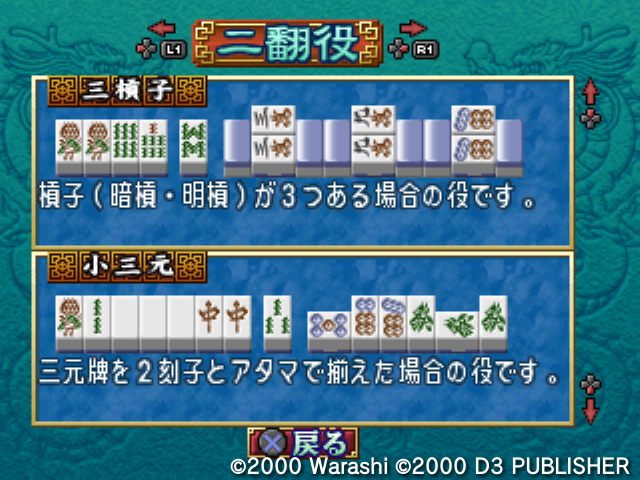 L1 二翻役 R1
三槓子
槓子(暗槓・明槓)が3つある場合の役です。
小三元
三元牌を2刻子とアタマで揃えた場合の役です。
戻る
©2000 Warashi ©2000 D3 PUBLISHER